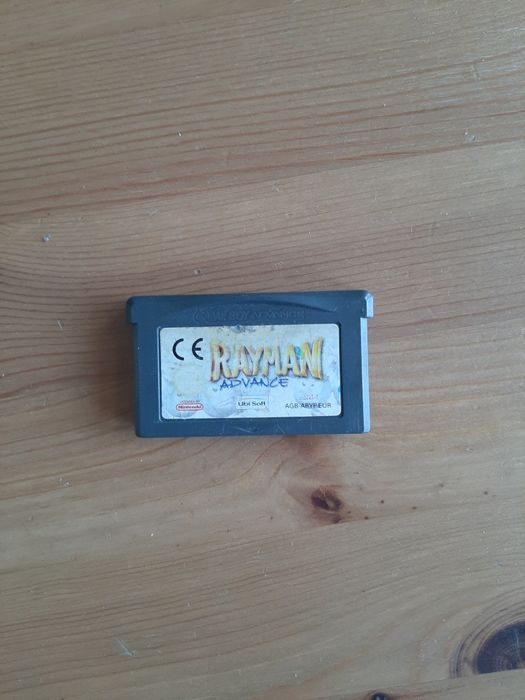 GAME BOY ADVANCE
CE
RAYMAN
ADVANCE
Nintendo
Ubi Soft
AGB-ARYP-EUR